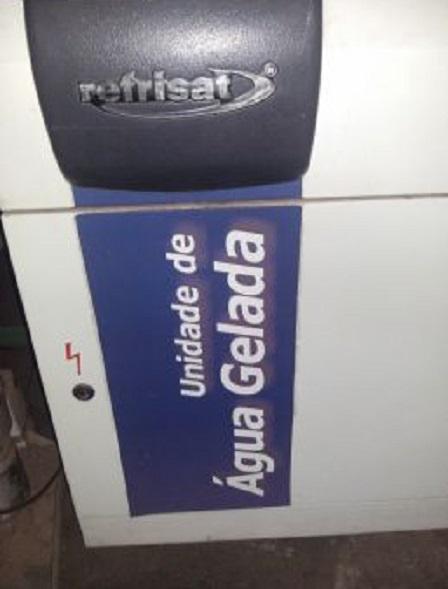 refrisat®
Unidade de
Água Gelada